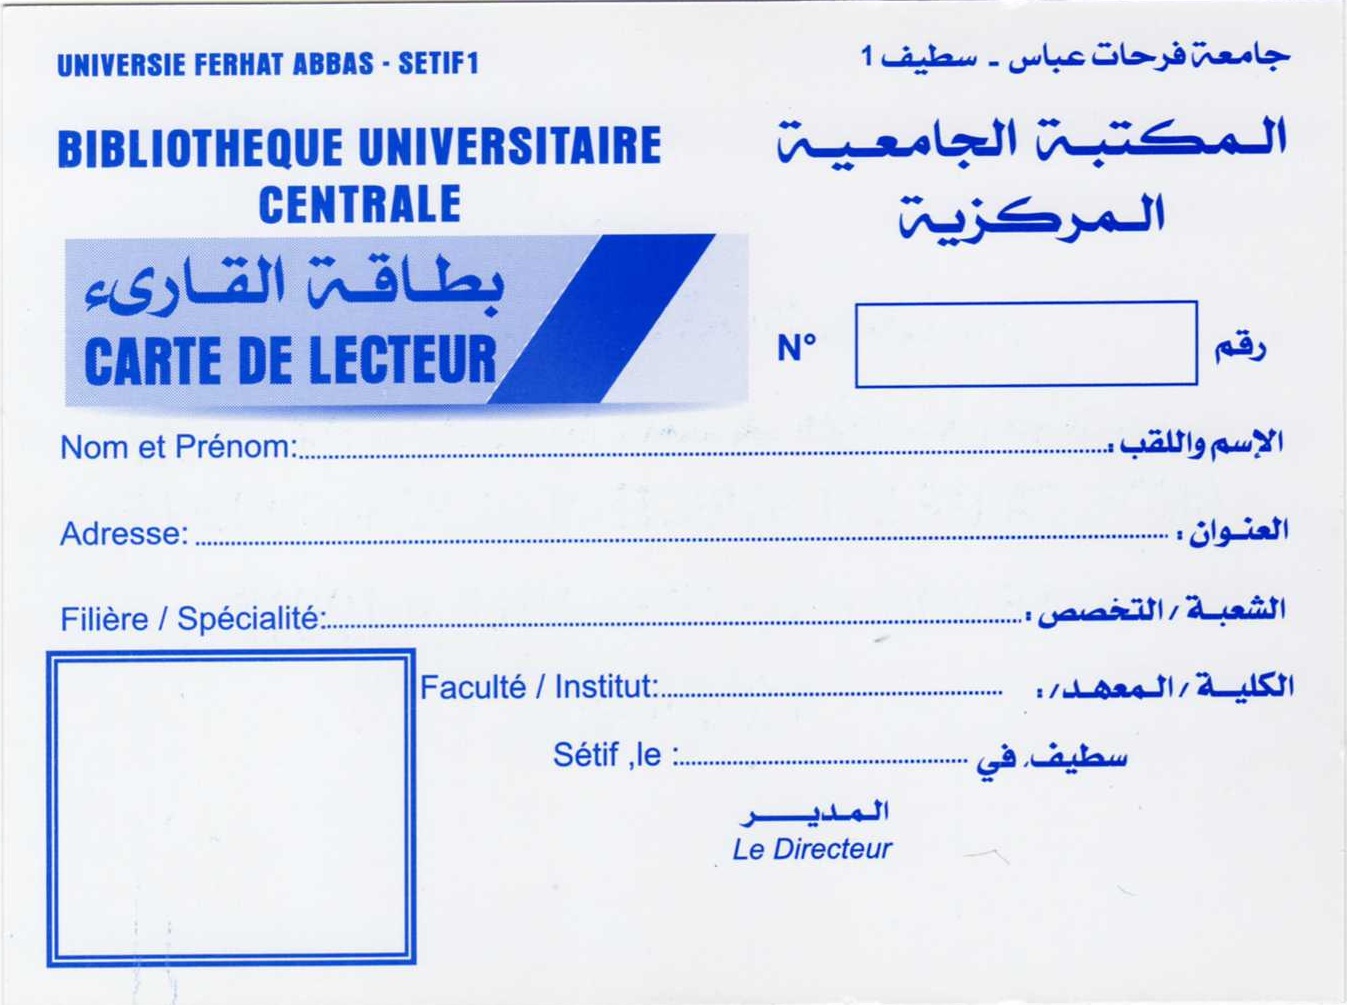 UNIVERSIE FERHAT ABBAS - SETIF1
جامعة فرحات عباس - سطيف 1
BIBLIOTHEQUE UNIVERSITAIRE
CENTRALE
المكتبة الجامعية
المركزية
بطاقة القارىء
CARTE DE LECTEUR
N° رقم
Nom et Prénom:........................................الإسم واللقب:
Adresse: ........................................ العنوان :
Filière / Spécialité:........................................الشعبة / التخصص :
Faculté / Institut:........................................ الكلية / المعهد/:
Sétif ,le :........................................ سطيف, في
المديـر
Le Directeur